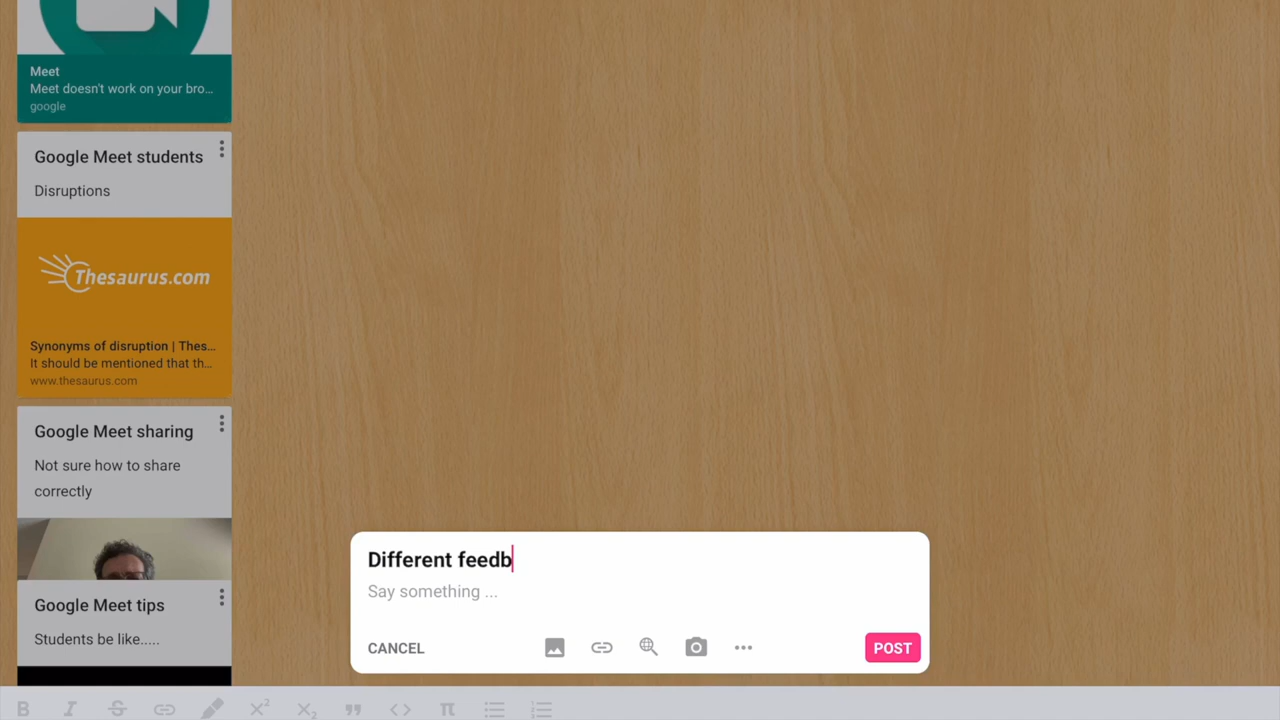 Meet
Meet doesn't work on your bro...
google
Google Meet students
Disruptions
Thesaurus.com
Synonyms of disruption | Thes...
It should be mentioned that th...
www.thesaurus.com
Google Meet sharing
Not sure how to share
correctly
Google Meet tips
Students be like.....
Different feedb
Say something ...
CANCEL
POST
B I S X² X₂ π